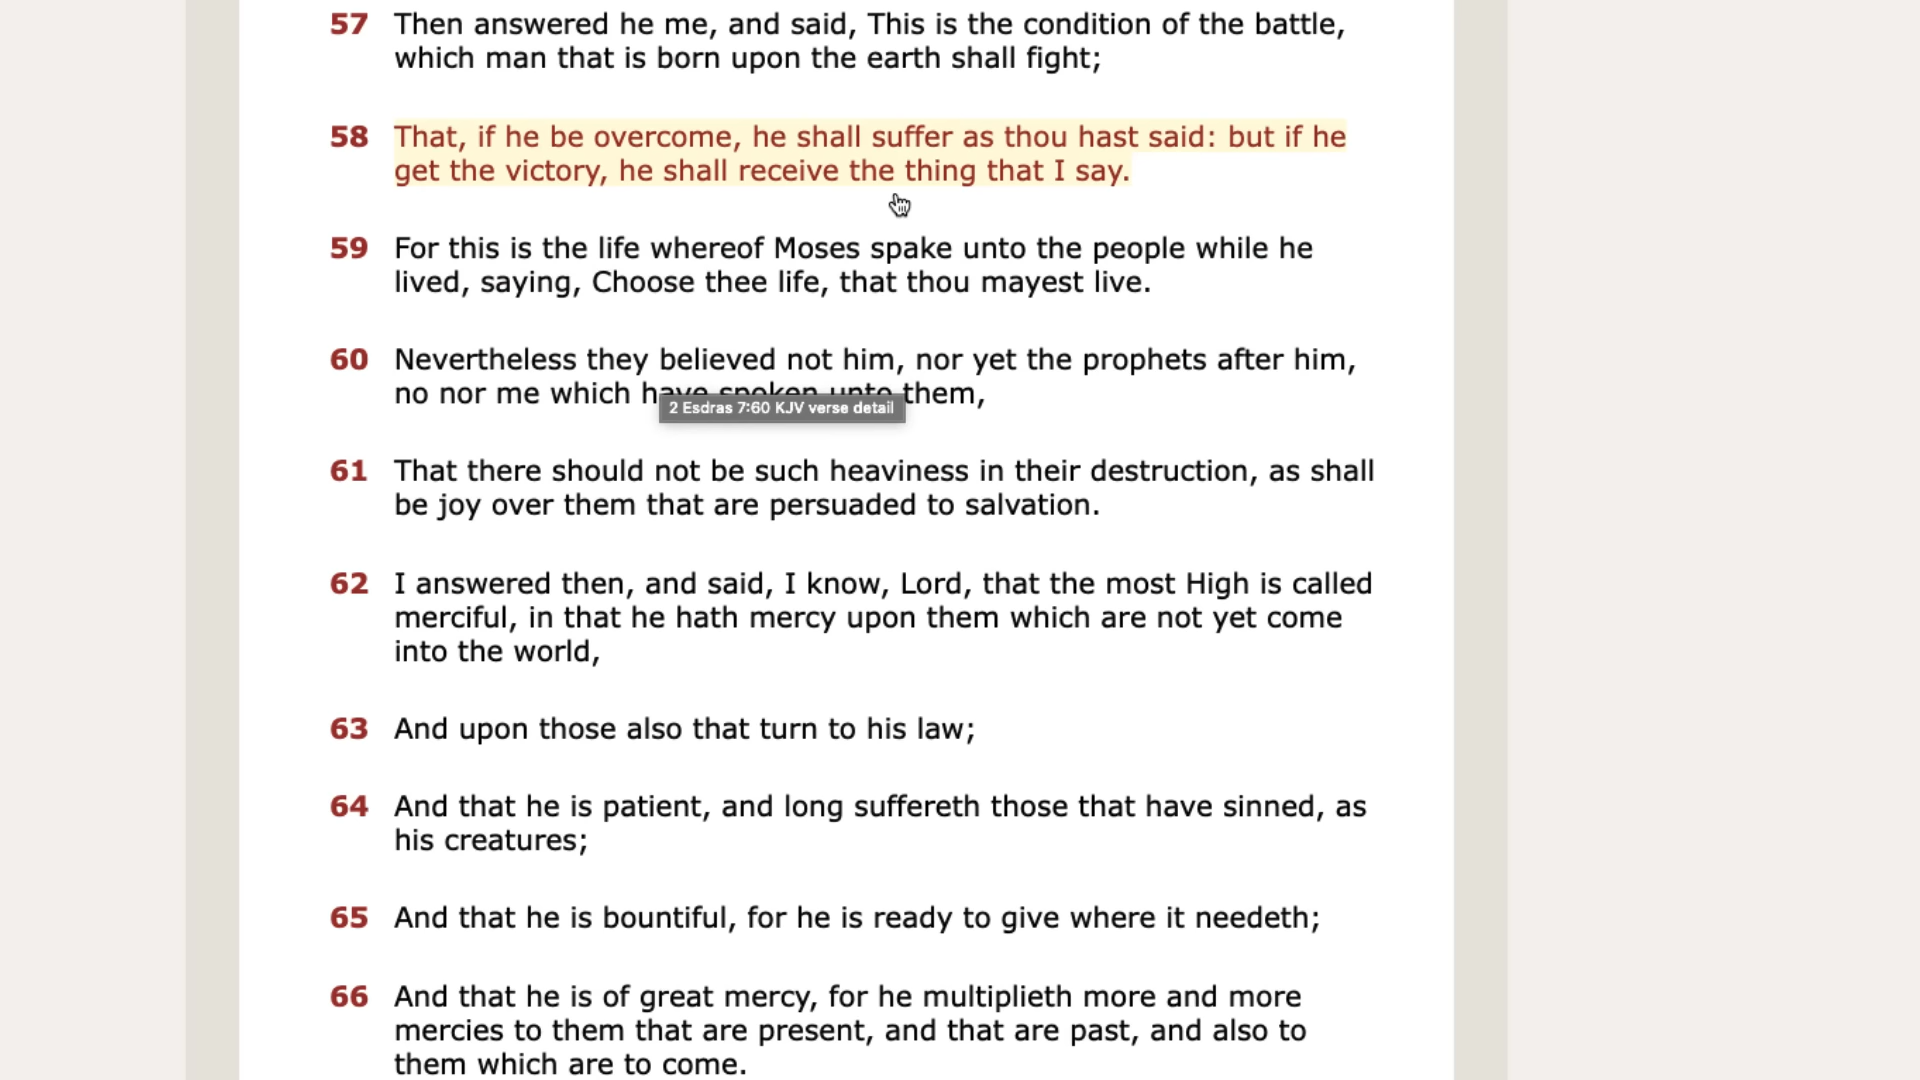 57 Then answered he me, and said, This is the condition of the battle,
which man that is born upon the earth shall fight;
58 That, if he be overcome, he shall suffer as thou hast said: but if he
get the victory, he shall receive the thing that I say.
59 For this is the life whereof Moses spake unto the people while he
lived, saying, Choose thee life, that thou mayest live.
60 Nevertheless they believed not him, nor yet the prophets after him,
no nor me which have spoken unto them,
2 Esdras 7:60 KJV verse detail
61 That there should not be such heaviness in their destruction, as shall
be joy over them that are persuaded to salvation.
62 I answered then, and said, I know, Lord, that the most High is called
merciful, in that he hath mercy upon them which are not yet come
into the world,
63 And upon those also that turn to his law;
64 And that he is patient, and long suffereth those that have sinned, as
his creatures;
65 And that he is bountiful, for he is ready to give where it needeth;
66 And that he is of great mercy, for he multiplieth more and more
mercies to them that are present, and that are past, and also to
them which are to come.